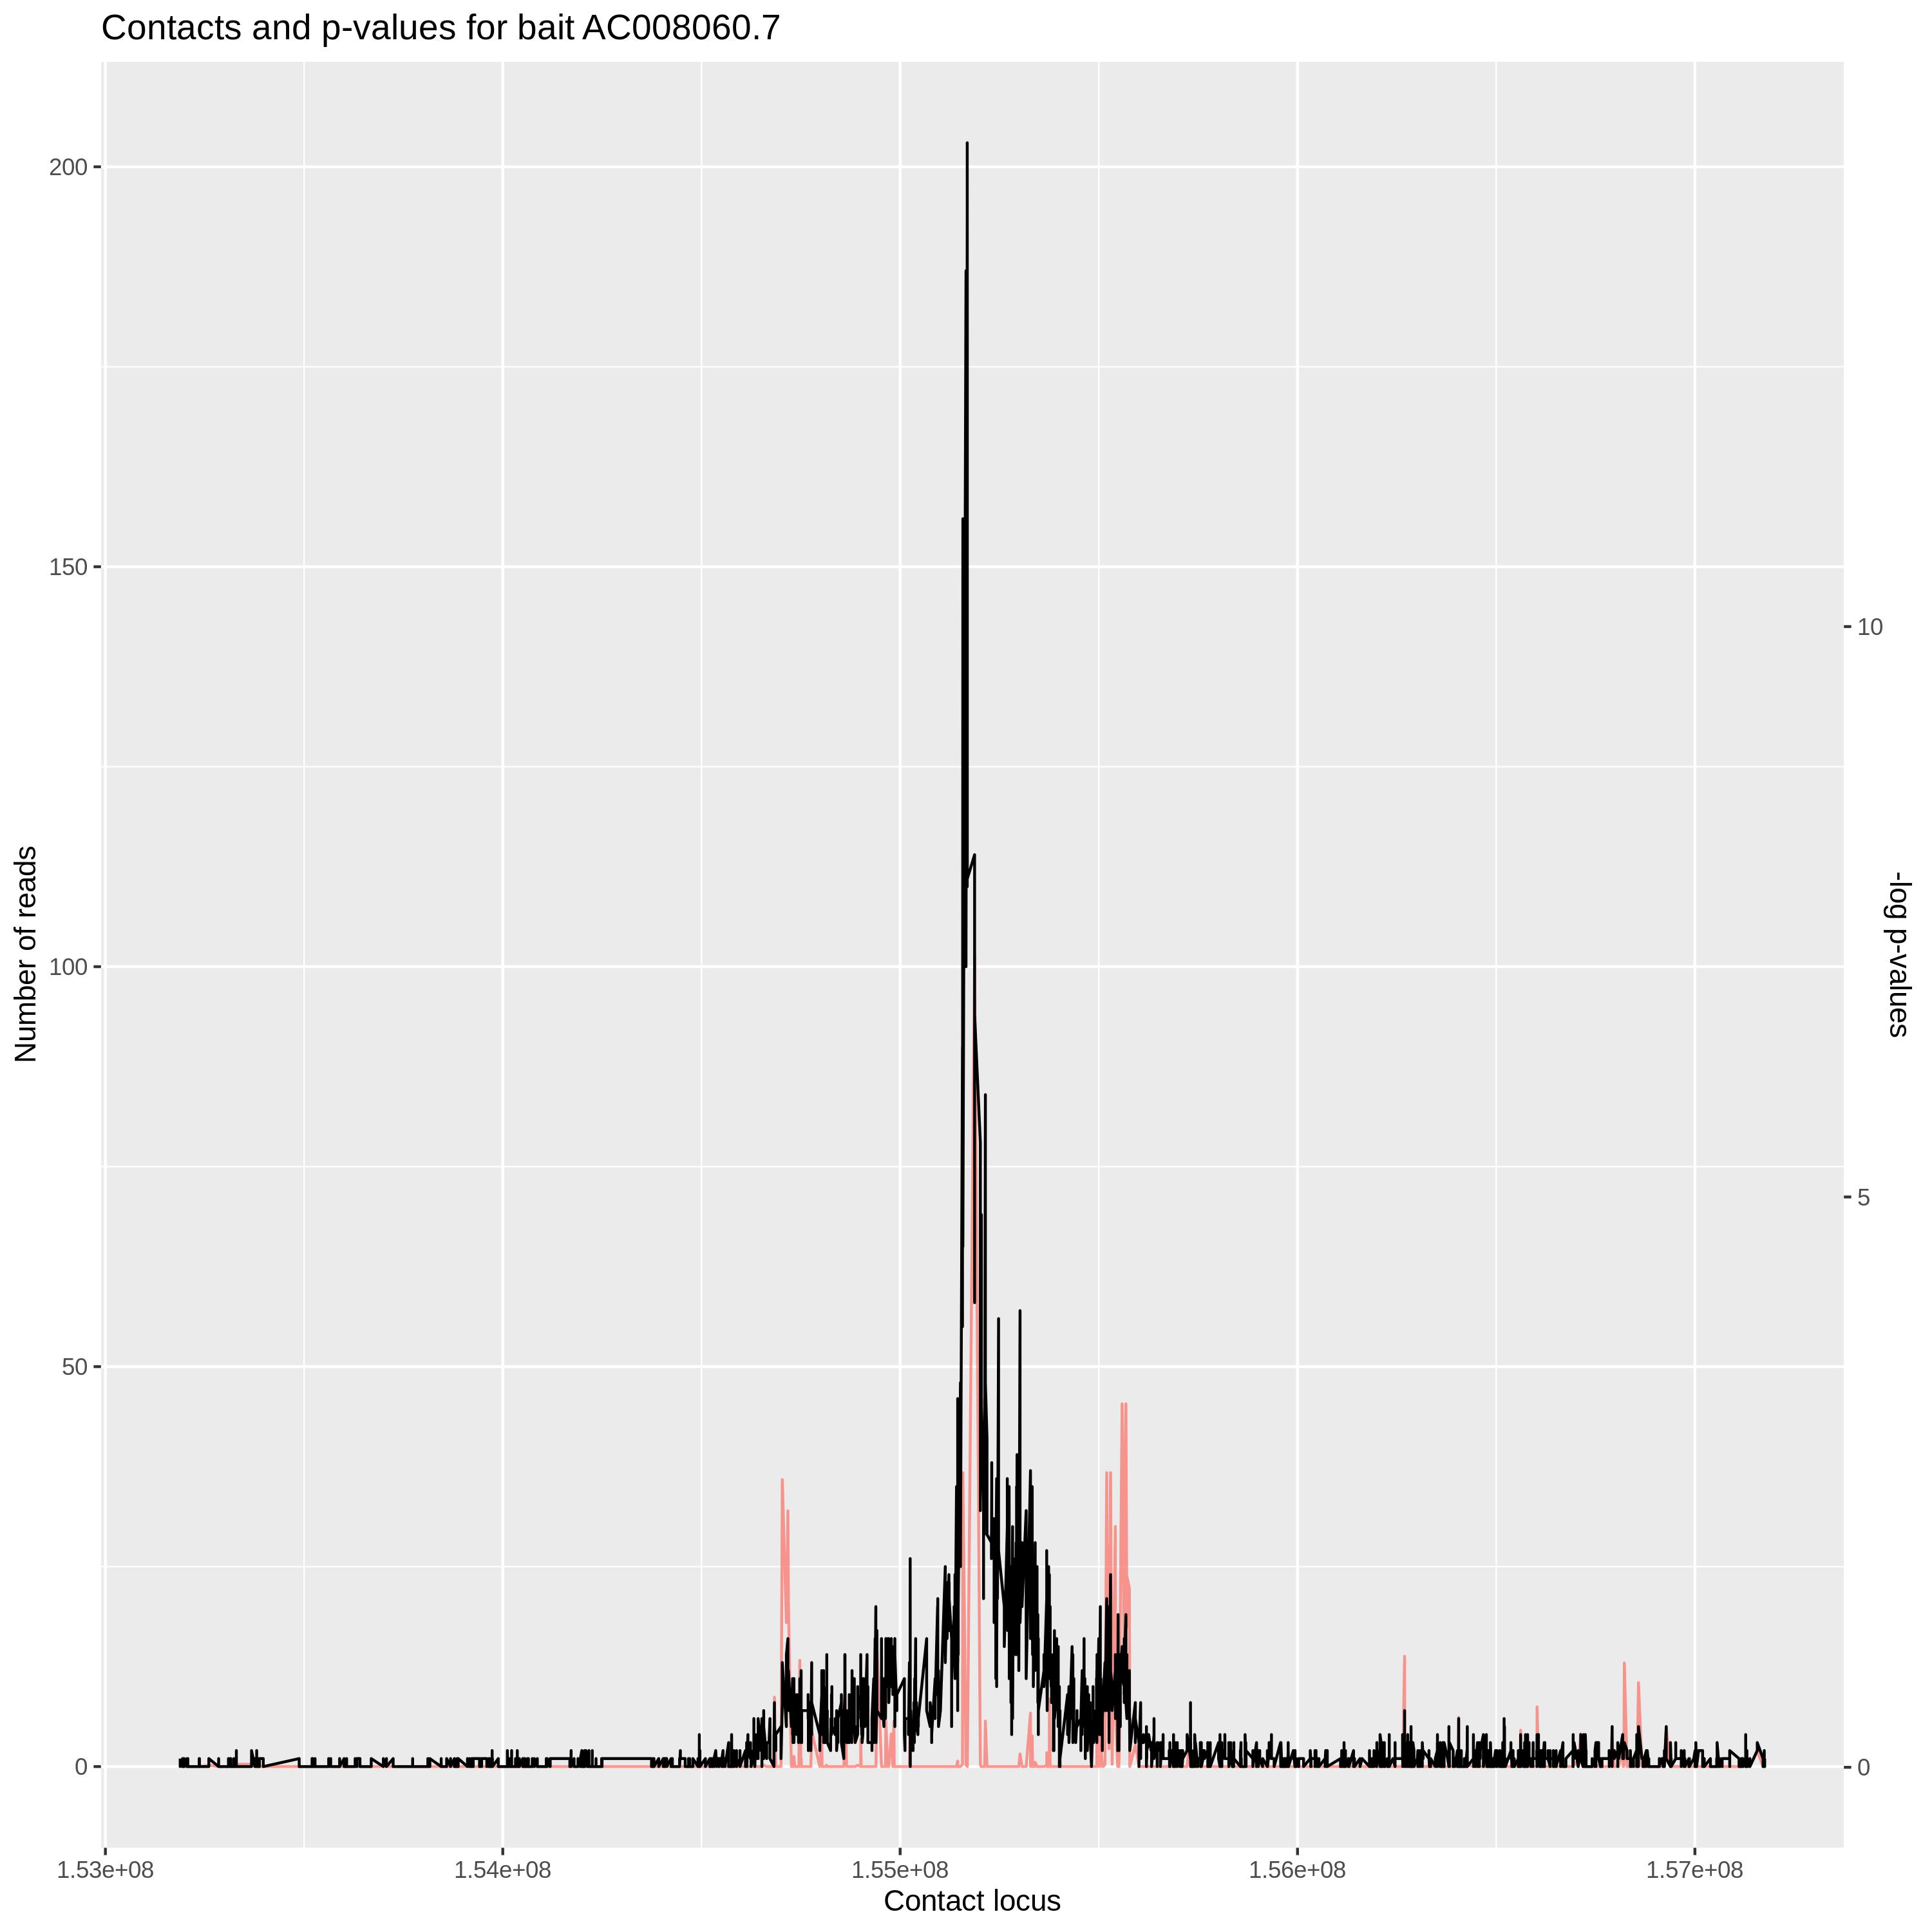 Contacts and p-values for bait AC008060.7
200
150
100
50
0
Number of reads
10
5
0
-log p-values
1.53e+08
1.54e+08
1.55e+08
1.56e+08
1.57e+08
Contact locus